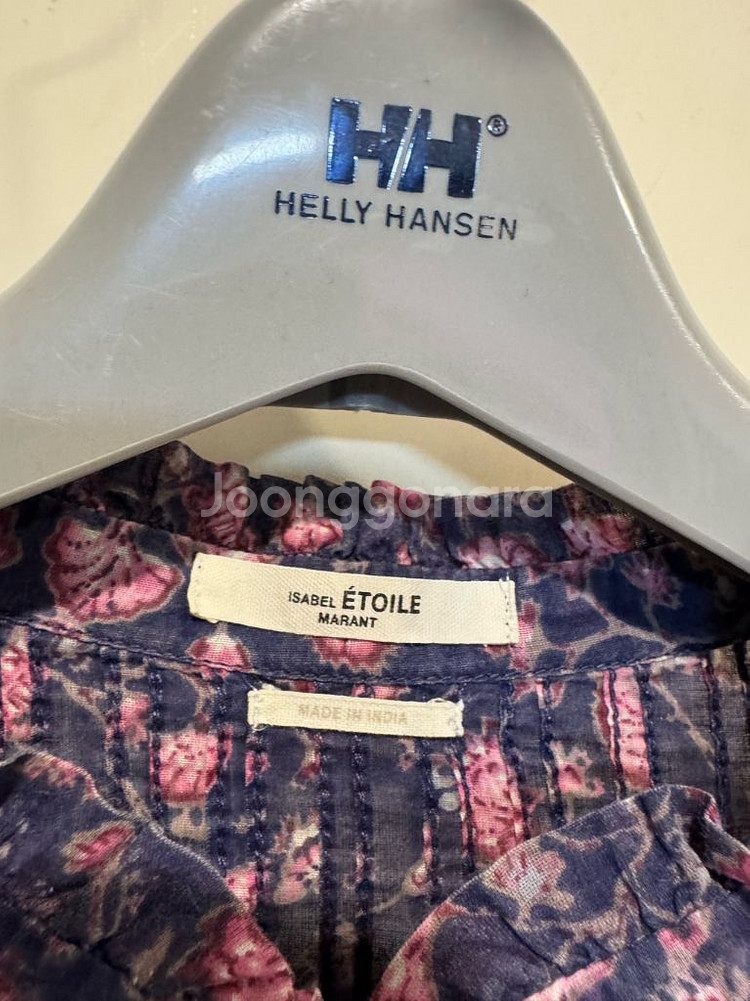 HH®
HELLY HANSEN
Joonggonara
ISABEL ÉTOILE
MARANT
MADE IN INDIA